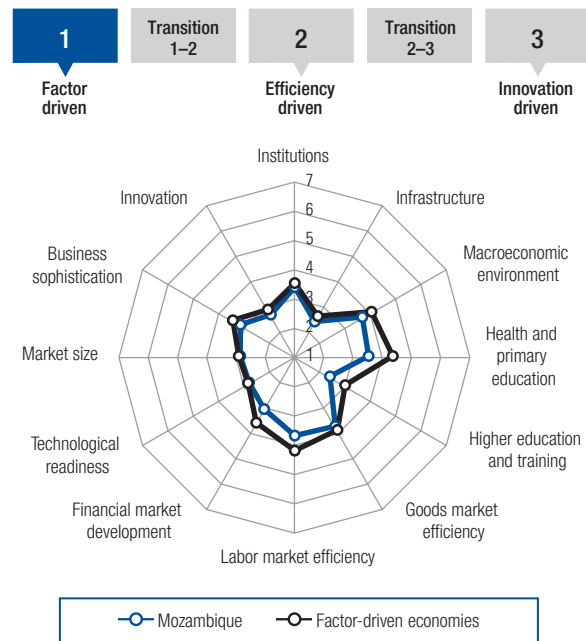 1
Transition
1–2
2
Transition
2–3
3
Factor
driven
Efficiency
driven
Innovation
driven
Institutions
Infrastructure
Macroeconomic
environment
Health and
primary
education
Higher education
and training
Goods market
efficiency
Labor market efficiency
Financial market
development
Technological
readiness
Market size
Business
sophistication
Innovation
7
6
5
4
3
2
1
Mozambique
Factor-driven economies